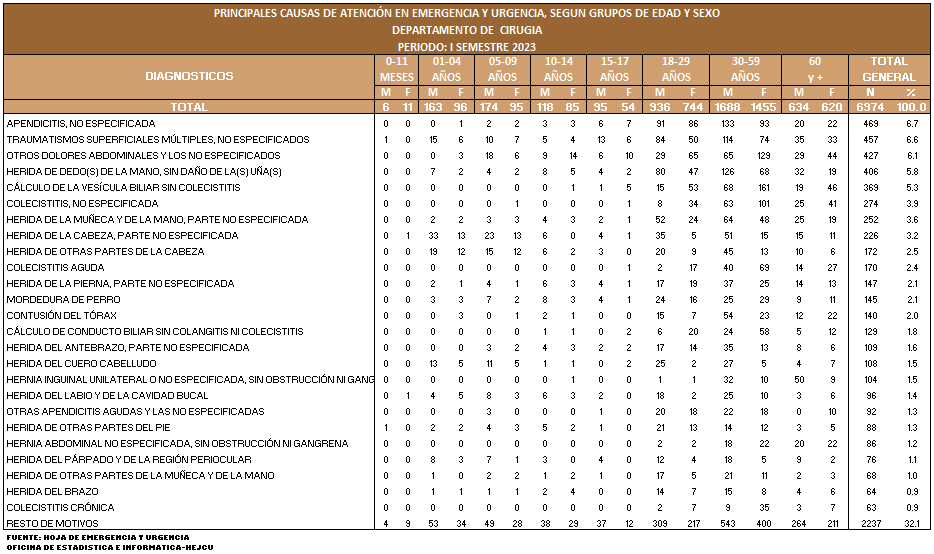 PRINCIPALES CAUSAS DE ATENCIÓN EN EMERGENCIA Y URGENCIA, SEGUN GRUPOS DE EDAD Y SEXO
DEPARTAMENTO DE CIRUGIA
PERIODO: I SEMESTRE 2023
DIAGNOSTICOS 0-11 MESES 01-04 AÑOS 05-09 AÑOS 10-14 AÑOS 15-17 AÑOS 18-29 AÑOS 30-59 AÑOS 60 y + TOTAL GENERAL
M F M F M F M F M F M F M F M F N %
TOTAL 6 11 163 96 174 95 118 85 95 54 936 744 1688 1455 634 620 6974 100.0
APENDICITIS, NO ESPECIFICADA 0 0 0 1 2 2 3 3 6 7 91 86 133 93 20 22 469 6.7
TRAUMATISMOS SUPERFICIALES MÚLTIPLES, NO ESPECIFICADOS 1 0 15 6 10 7 5 4 13 6 84 50 114 74 35 33 457 6.6
OTROS DOLORES ABDOMINALES Y LOS NO ESPECIFICADOS 0 0 0 3 18 6 9 14 6 10 29 65 65 129 29 44 427 6.1
HERIDA DE DEDO(S) DE LA MANO, SIN DAÑO DE LA(S) UÑA(S) 0 0 7 2 4 2 8 5 4 2 80 47 126 68 32 19 406 5.8
CÁLCULO DE LA VESÍCULA BILIAR SIN COLECISTITIS 0 0 0 0 0 0 0 1 1 5 15 53 68 161 19 46 369 5.3
COLECISTITIS, NO ESPECIFICADA 0 0 0 0 0 1 0 0 0 1 8 34 63 101 25 41 274 3.9
HERIDA DE LA MUÑECA Y DE LA MANO, PARTE NO ESPECIFICADA 0 0 2 2 3 3 4 3 2 1 52 24 64 48 25 19 252 3.6
HERIDA DE LA CABEZA, PARTE NO ESPECIFICADA 0 1 33 13 23 13 6 0 4 1 35 5 51 15 15 11 226 3.2
HERIDA DE OTRAS PARTES DE LA CABEZA 0 0 19 12 15 12 6 2 3 0 20 9 45 13 10 6 172 2.5
COLECISTITIS AGUDA 0 0 0 0 0 0 0 0 0 1 2 17 40 69 14 27 170 2.4
HERIDA DE LA PIERNA, PARTE NO ESPECIFICADA 0 0 2 1 4 1 6 3 4 1 17 19 37 25 14 13 147 2.1
MORDEDURA DE PERRO 0 0 3 3 7 2 8 3 4 1 24 16 25 29 9 11 145 2.1
CONTUSIÓN DEL TÓRAX 0 0 0 3 0 1 2 1 0 0 15 7 54 23 12 22 140 2.0
CÁLCULO DE CONDUCTO BILIAR SIN COLANGITIS NI COLECISTITIS 0 0 0 0 0 0 1 1 0 2 6 20 24 58 5 12 129 1.8
HERIDA DEL ANTEBRAZO, PARTE NO ESPECIFICADA 0 0 0 0 3 3 4 2 2 2 17 14 35 13 8 6 109 1.6
HERIDA DEL CUERO CABELLUDO 0 0 13 5 11 5 1 1 0 2 25 2 27 5 4 7 108 1.5
HERNIA INGUINAL UNILATERAL O NO ESPECIFICADA, SIN OBSTRUCCIÓN NI GANG 0 0 0 0 0 0 0 1 0 0 1 1 32 10 50 9 104 1.5
HERIDA DEL LABIO Y DE LA CAVIDAD BUCAL 0 1 4 5 8 3 6 3 2 0 18 2 25 10 3 6 96 1.4
OTRAS APENDICITIS AGUDAS Y LAS NO ESPECIFICADAS 0 0 0 0 3 0 0 0 1 0 20 18 22 18 0 10 92 1.3
HERIDA DE OTRAS PARTES DEL PIE 1 0 2 2 4 3 5 2 1 0 21 13 14 12 3 5 88 1.3
HERNIA ABDOMINAL NO ESPECIFICADA, SIN OBSTRUCCIÓN NI GANGRENA 0 0 0 0 0 0 0 0 0 0 2 2 18 22 20 22 86 1.2
HERIDA DEL PÁRPADO Y DE LA REGIÓN PERIOCULAR 0 0 8 3 7 1 3 0 4 0 12 4 18 5 9 2 76 1.1
HERIDA DE OTRAS PARTES DE LA MUÑECA Y DE LA MANO 0 0 1 0 2 2 1 2 1 0 17 5 21 11 2 3 68 1.0
HERIDA DEL BRAZO 0 0 1 1 1 1 2 4 0 0 14 7 15 8 4 6 64 0.9
COLECISTITIS CRÓNICA 0 0 0 0 0 0 0 0 0 0 2 7 9 35 3 7 63 0.9
RESTO DE MOTIVOS 4 9 53 34 49 28 38 29 37 12 309 217 543 400 264 211 2237 32.1
FUENTE: HOJA DE EMERGENCIA Y URGENCIA
OFICINA DE ESTADISTICA E INFORMATICA-HEJCU